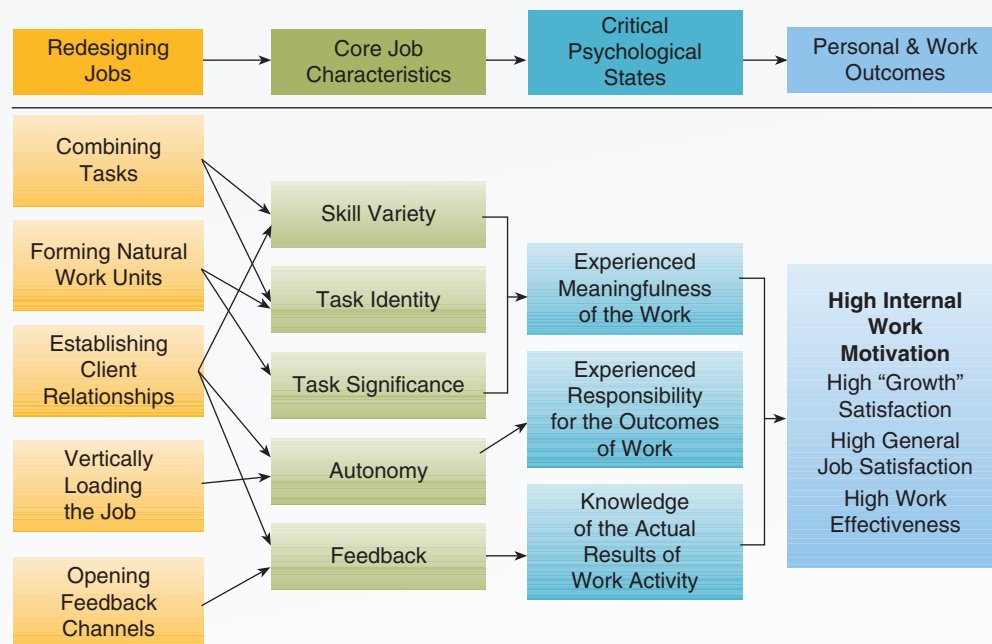 Redesigning
Jobs
Core Job
Characteristics
Critical
Psychological
States
Personal & Work
Outcomes
Combining
Tasks
Forming Natural
Work Units
Establishing
Client
Relationships
Vertically
Loading
the Job
Opening
Feedback
Channels
Skill Variety
Task Identity
Task Significance
Autonomy
Feedback
Experienced
Meaningfulness
of the Work
Experienced
Responsibility
for the Outcomes
of Work
Knowledge
of the Actual
Results of
Work Activity
High Internal
Work
Motivation
High “Growth”
Satisfaction
High General
Job Satisfaction
High Work
Effectiveness